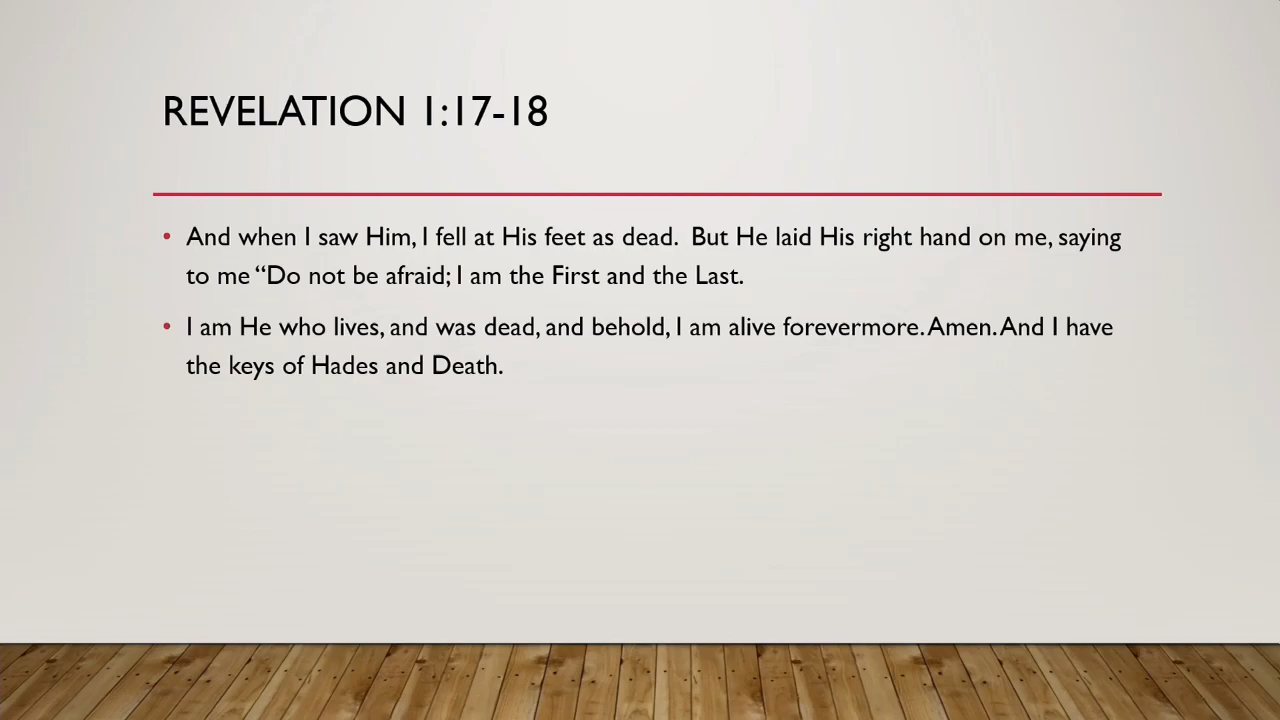 REVELATION 1:17-18
• And when I saw Him, I fell at His feet as dead.  But He laid His right hand on me, saying
to me “Do not be afraid; I am the First and the Last.
• I am He who lives, and was dead, and behold, I am alive forevermore. Amen. And I have
the keys of Hades and Death.